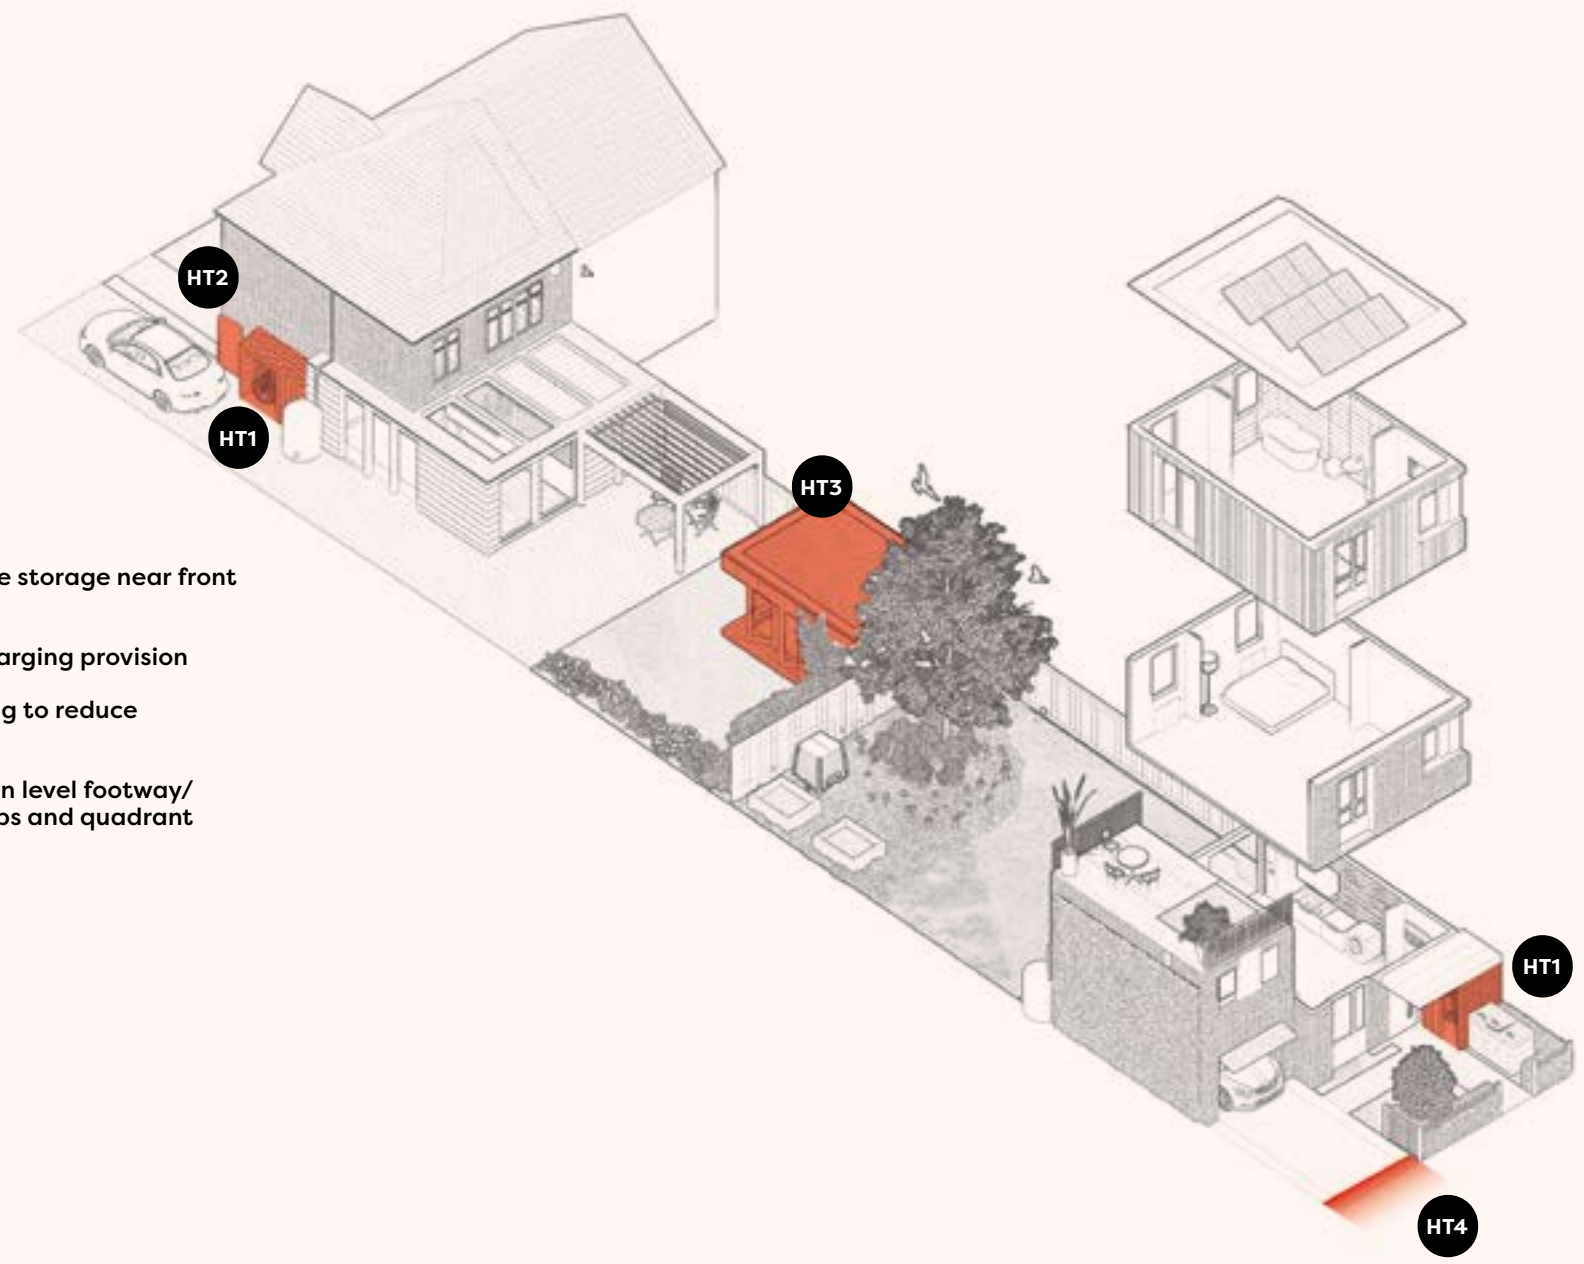 HT2
HT1
HT3
e storage near front
arging provision
g to reduce
n level footway/
os and quadrant
HT1
HT4